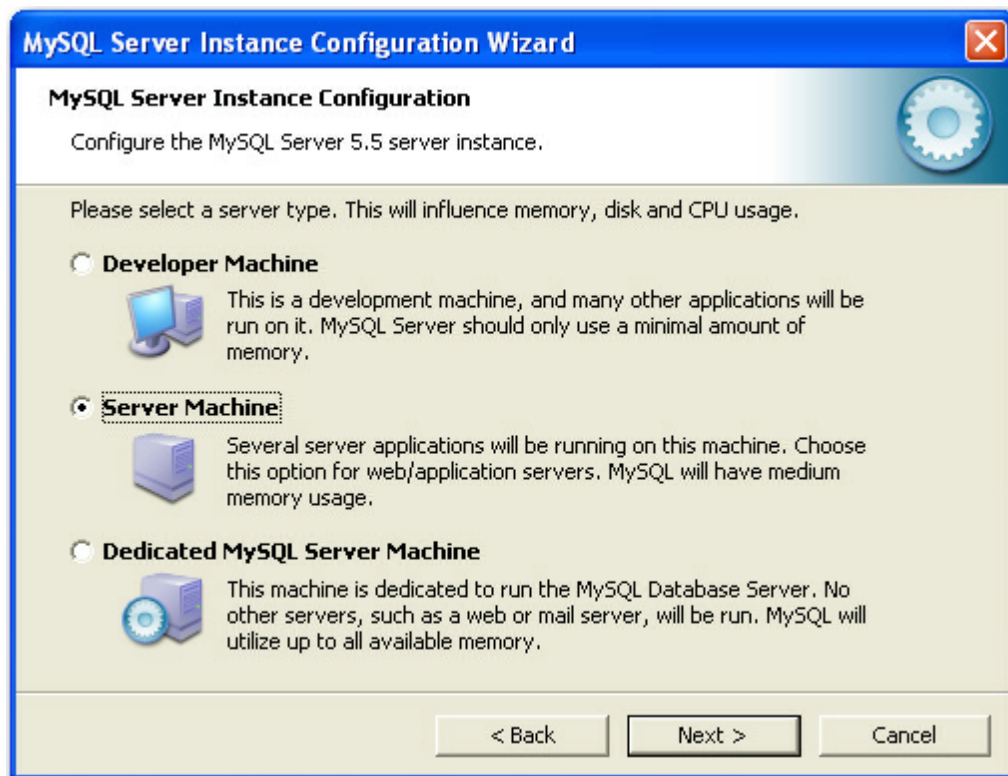 MySQL Server Instance Configuration Wizard
MySQL Server Instance Configuration
Configure the MySQL Server 5.5 server instance.
Please select a server type. This will influence memory, disk and CPU usage.
Developer Machine
This is a development machine, and many other applications will be
run on it. MySQL Server should only use a minimal amount of
memory.
Server Machine
Several server applications will be running on this machine. Choose
this option for web/application servers. MySQL will have medium
memory usage.
Dedicated MySQL Server Machine
This machine is dedicated to run the MySQL Database Server. No
other servers, such as a web or mail server, will be run. MySQL will
utilize up to all available memory.
< Back
Next >
Cancel